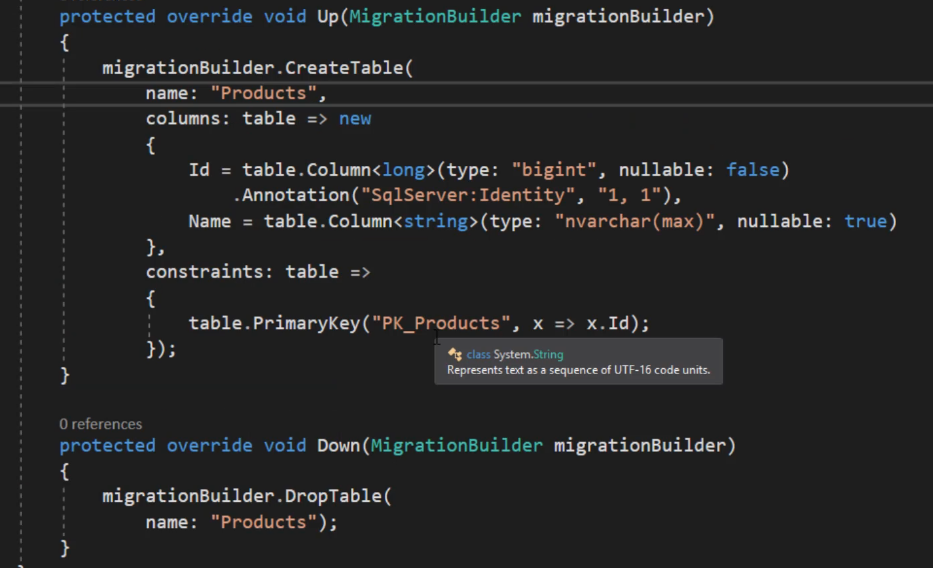 protected override void Up(MigrationBuilder migrationBuilder)
{
migrationBuilder.CreateTable(
name: "Products",
columns: table => new
{
Id = table.Column<long>(type: "bigint", nullable: false)
.Annotation("SqlServer:Identity", "1, 1"),
Name = table.Column<string>(type: "nvarchar(max)", nullable: true)
},
constraints: table =>
{
table.PrimaryKey("PK_Products", x => x.Id);
});
class System.String
Represents text as a sequence of UTF-16 code units.
}
0 references
protected override void Down(MigrationBuilder migrationBuilder)
{
migrationBuilder.DropTable(
name: "Products");
}